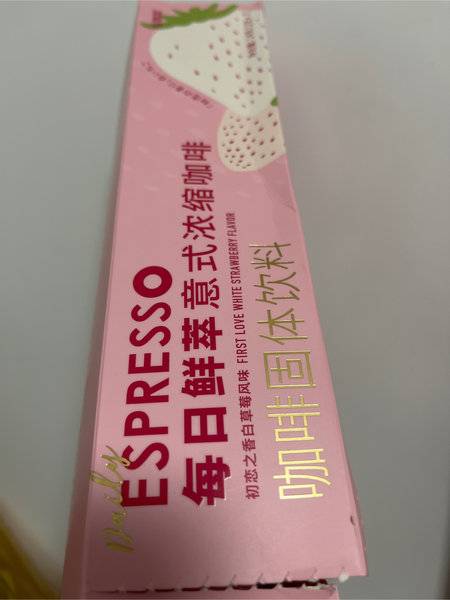 Daily
ESPRESSO
每日鲜萃意式浓缩咖啡
初恋之香白草莓风味 FIRST LOVE WHITE STRAWBERRY FLAVOR
咖啡固体饮料